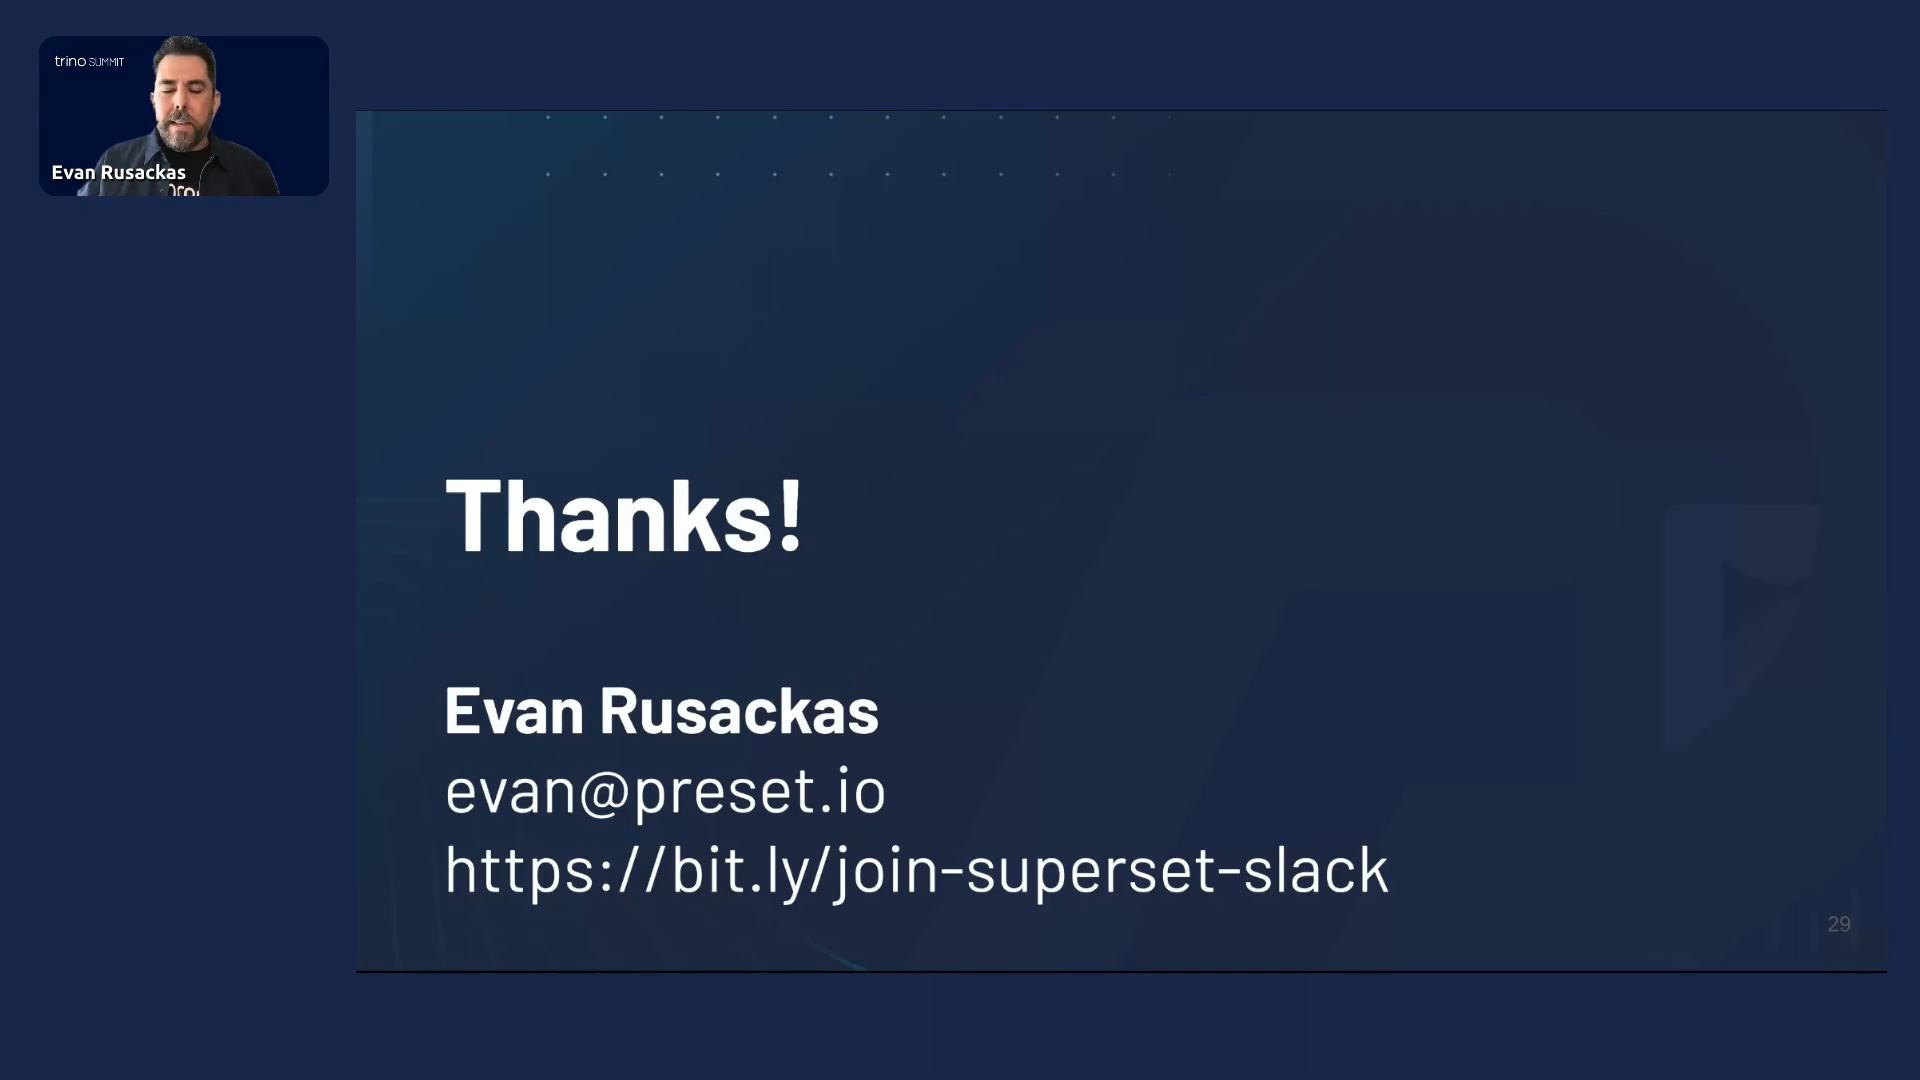 trino SUMMIT
Evan Rusackas
Thanks!
Evan Rusackas
evan@preset.io
https://bit.ly/join-superset-slack
29